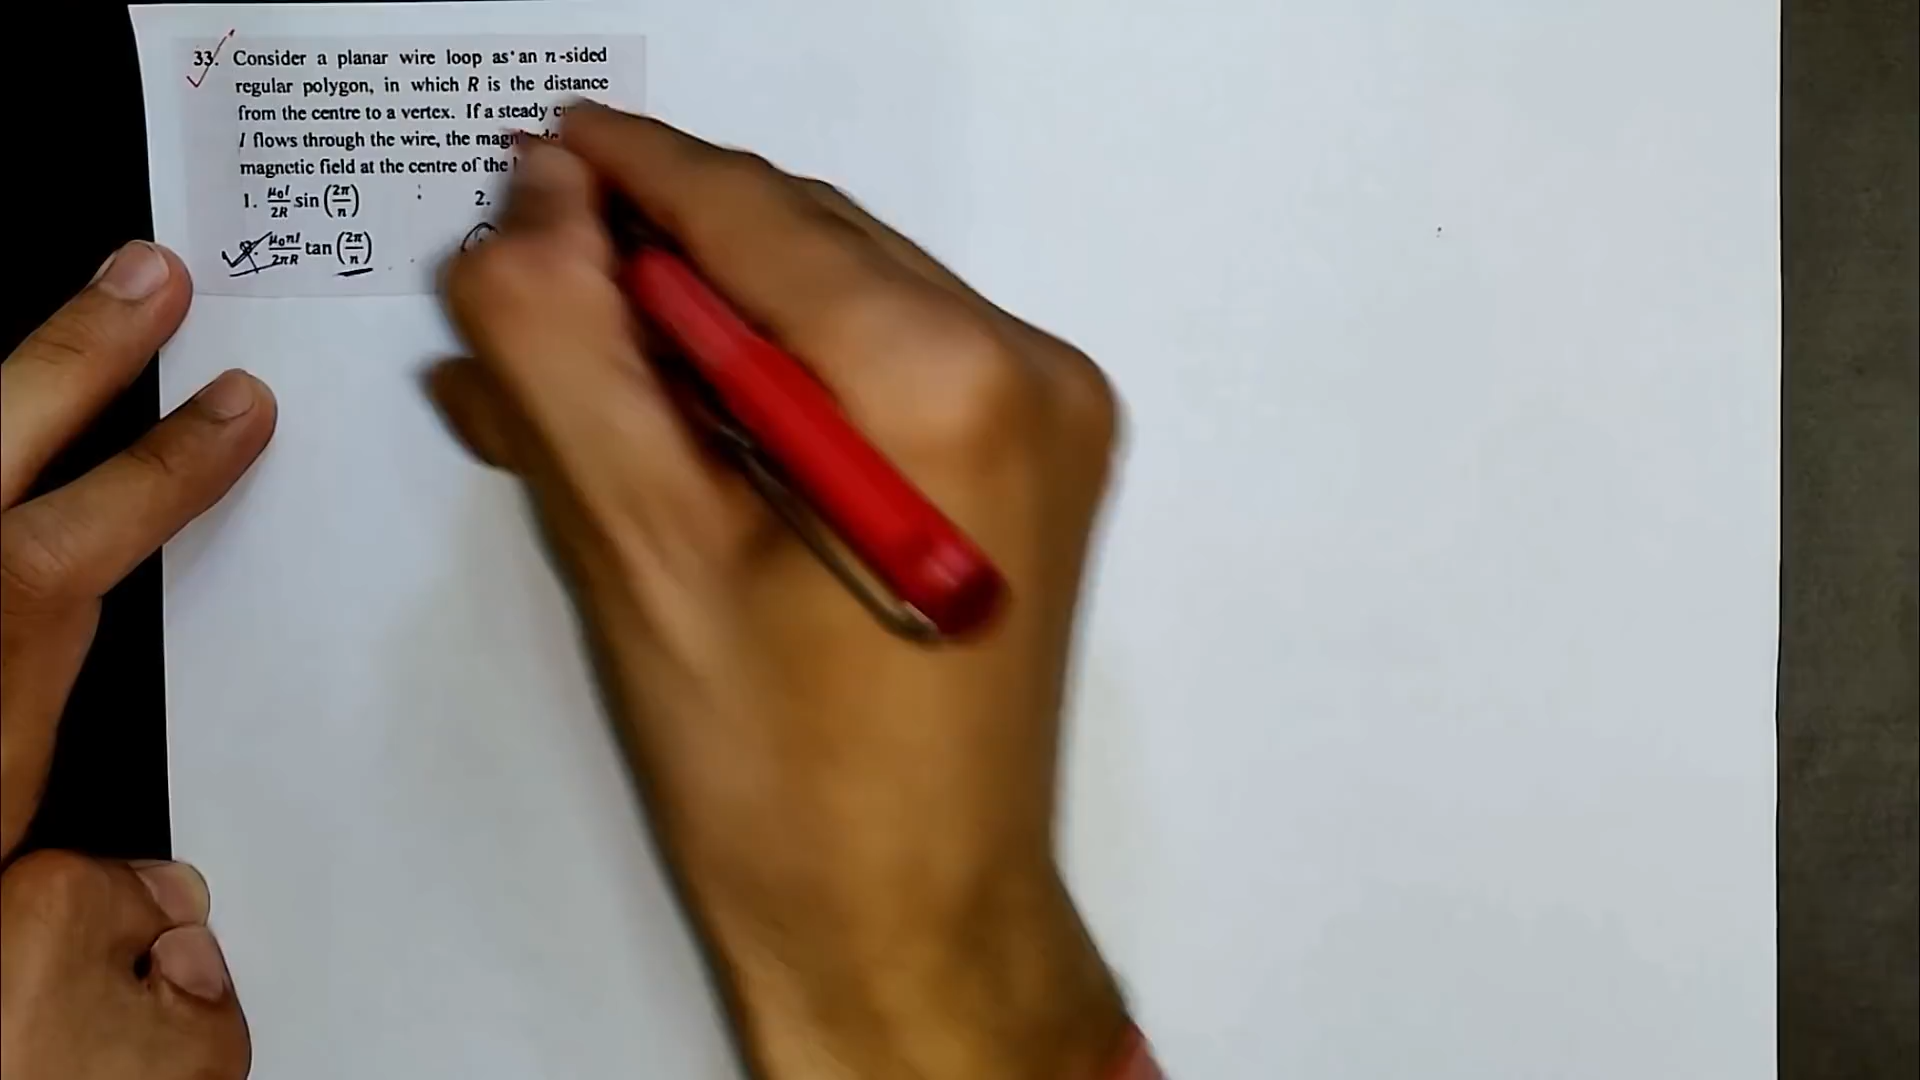 33. Consider a planar wire loop as an n-sided
regular polygon, in which R is the distance
from the centre to a vertex. If a steady
I flows through the wire, the
magnetic field at the centre of the
1. μ₀I/2R sin (2π/n) 2.
μ₀nI/2πR tan (2π/n)